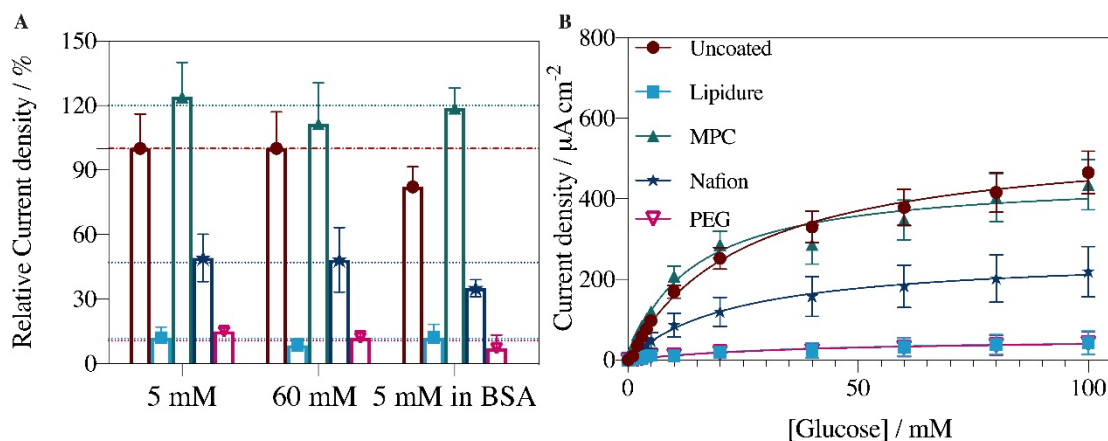 A
Relative Current density / %
150
120
90
60
30
0
5 mM
60 mM
5 mM in BSA
B
Current density / µA cm⁻²
800
600
400
200
0
Uncoated
Lipidure
MPC
Nafion
PEG
0
50
100
[Glucose] / mM